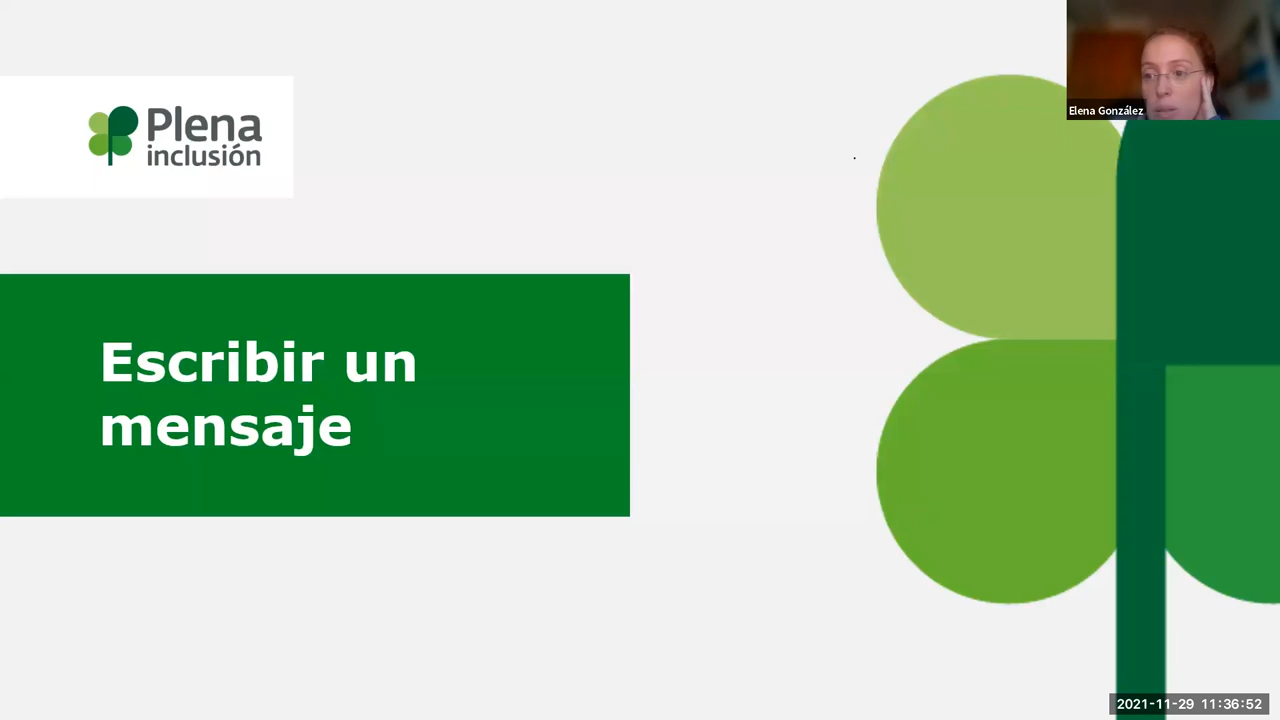 Plena
inclusión
Elena González
Escribir un
mensaje
2021-11-29 11:36:52